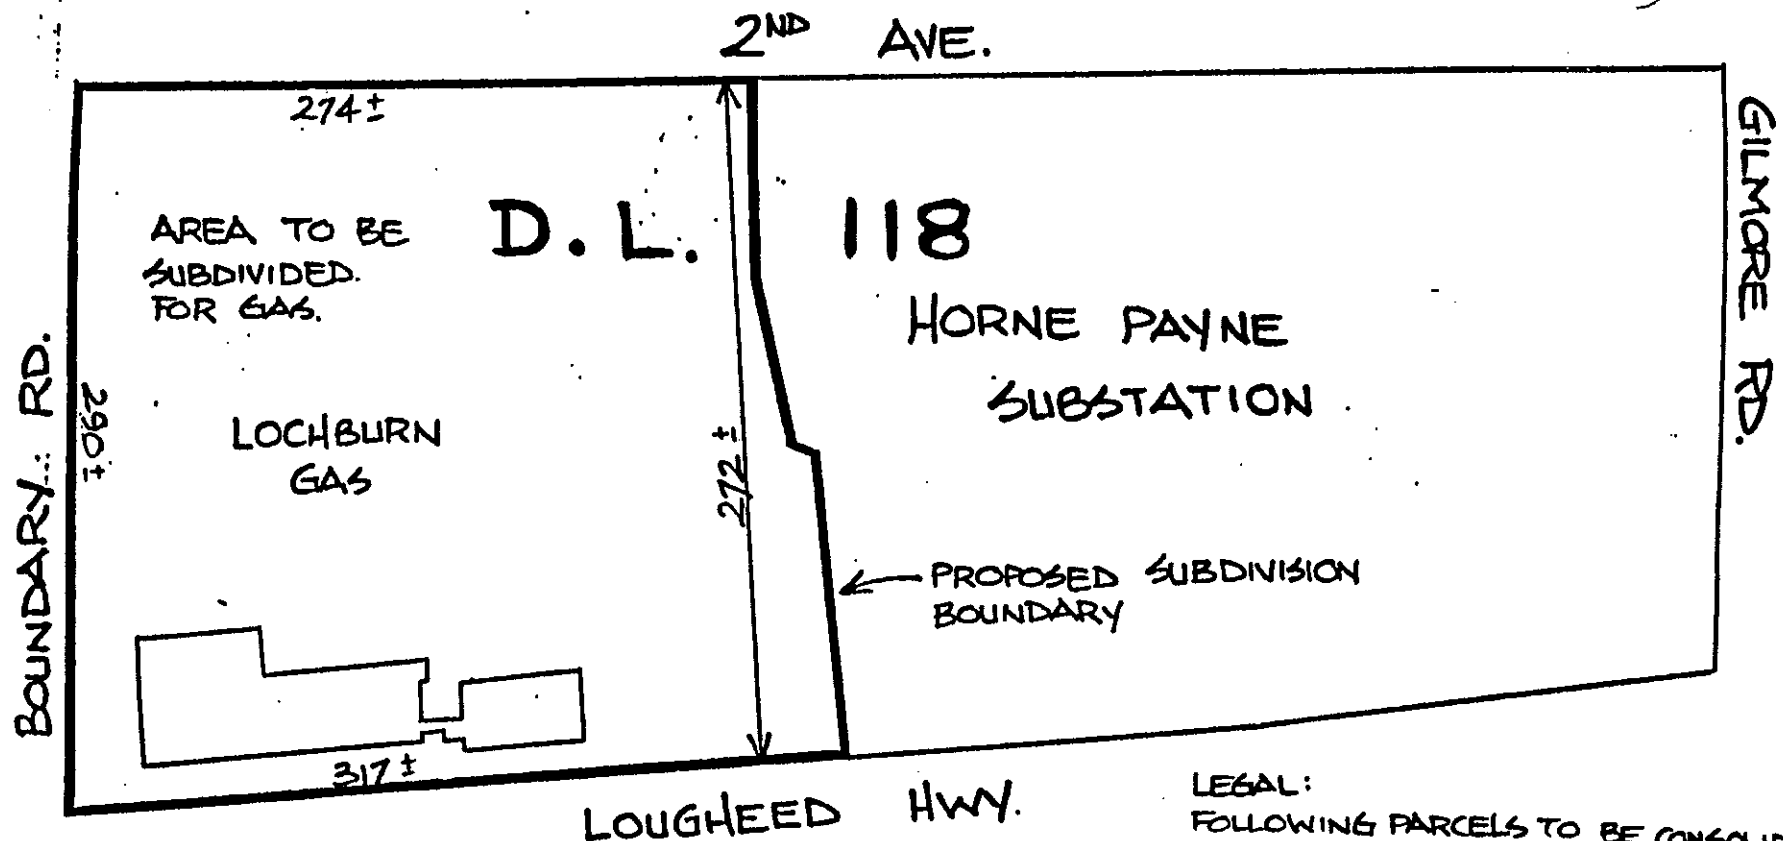 2ND AVE.
274±
GILMORE RD.
AREA TO BE
SUBDIVIDED.
FOR GAS.
D.L. 118
HORNE PAYNE
SUBSTATION
BOUNDARY RD.
290±
LOCHBURN
GAS
272±
PROPOSED SUBDIVISION
BOUNDARY
317±
LOUGHEED HWY.
LEGAL:
FOLLOWING PARCELS TO BE